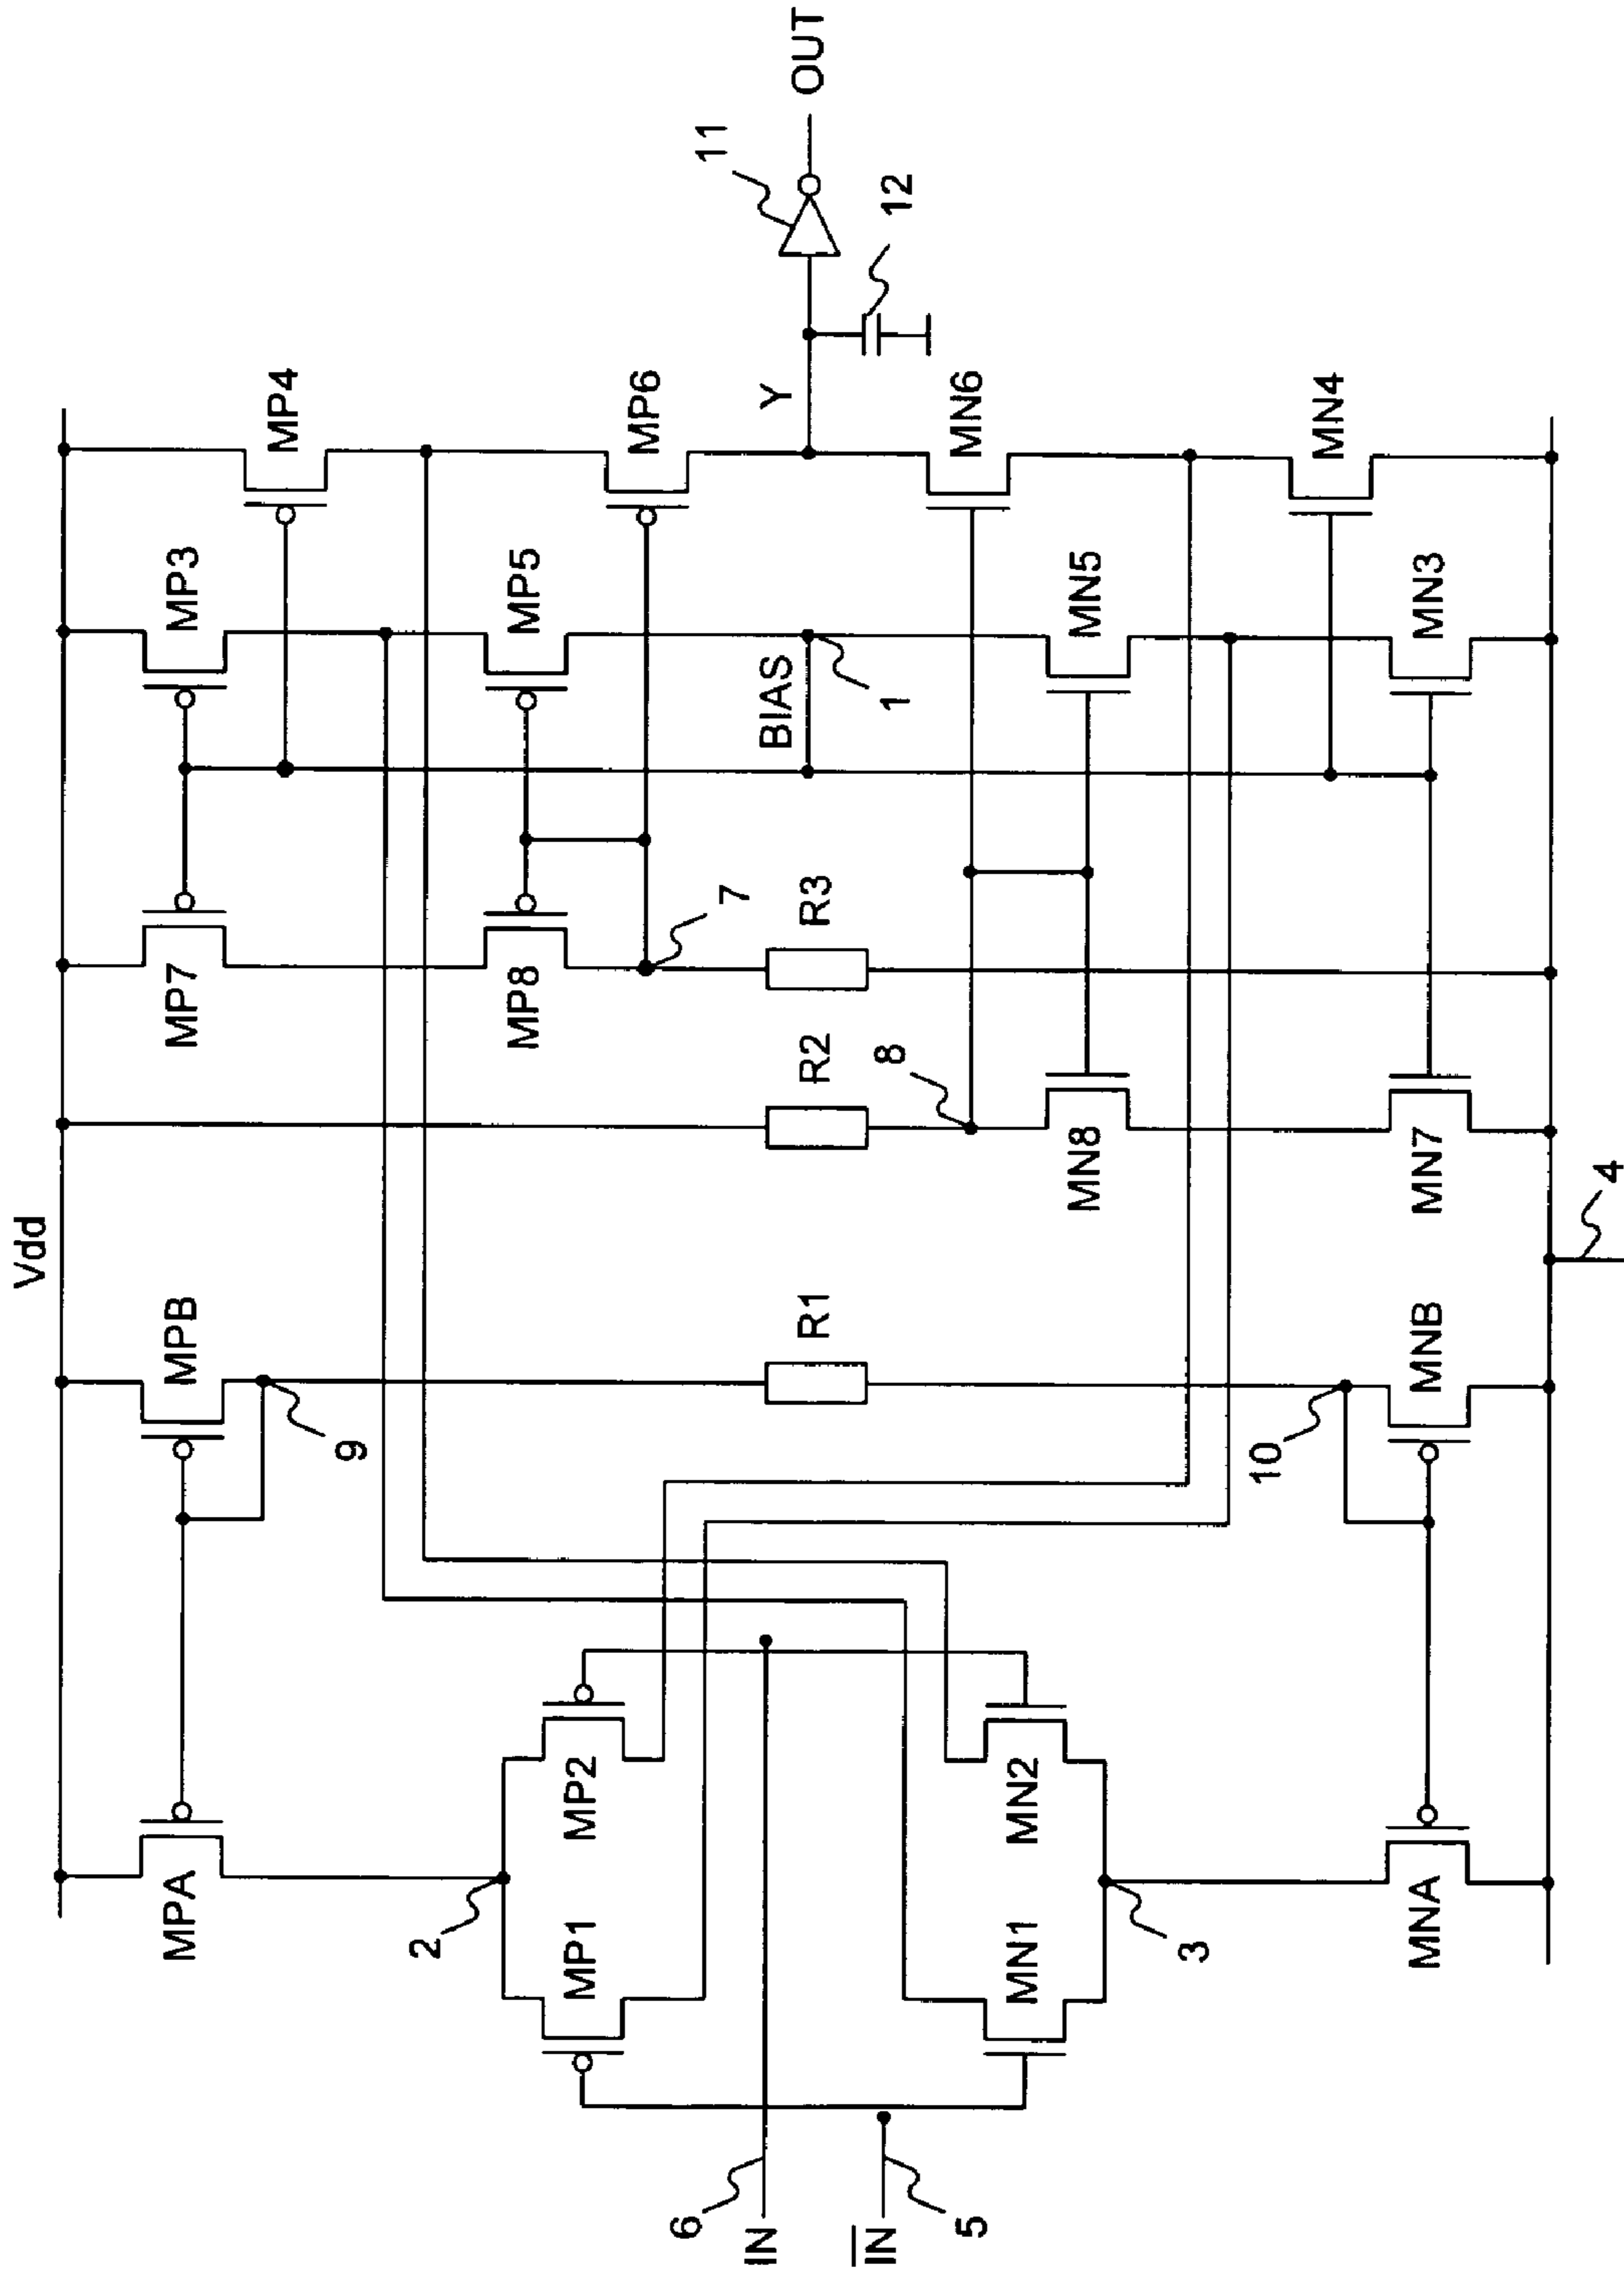 Vdd
MPA
MPB
MP7
MP3
MP4
2
9
MP1
MP2
MP8
MP5
MP6
7
6
IN
IN
5
R1
R2
R3
BIAS
1
Y
11
12
OUT
8
MN1
MN2
MN8
MN5
MN6
3
10
MNA
MNB
MN7
MN3
MN4
4